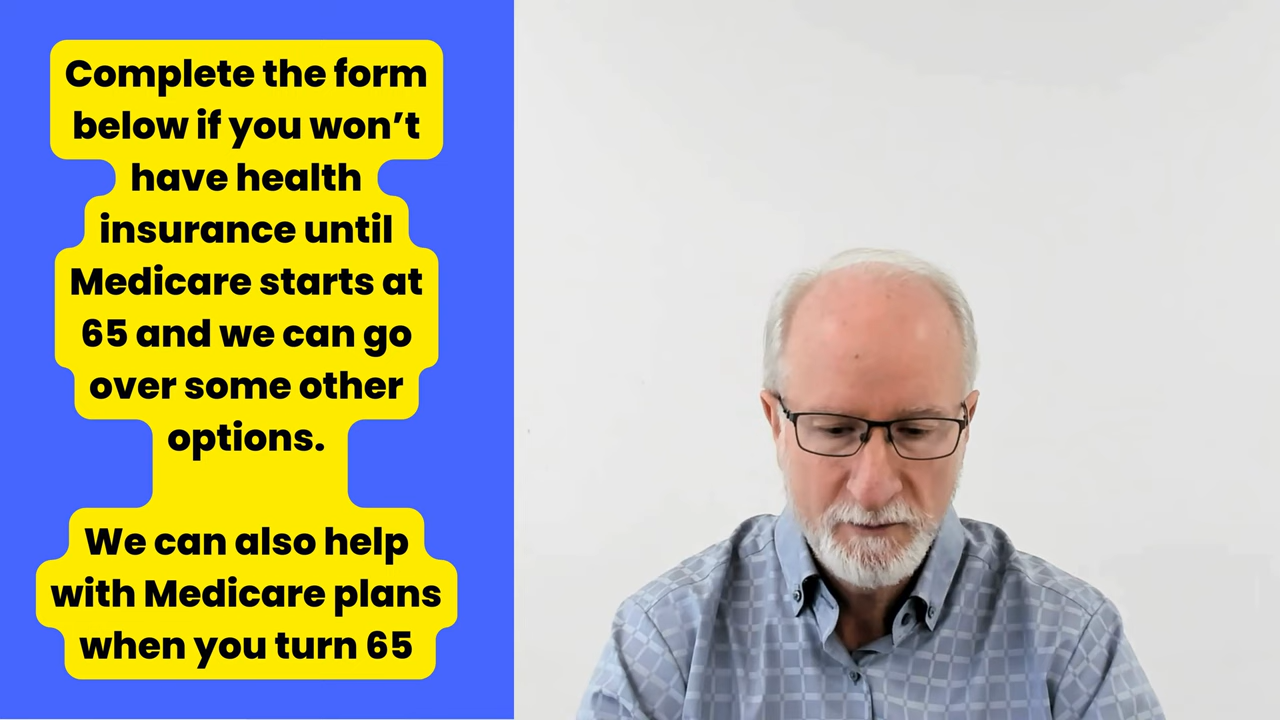 Complete the form
below if you won’t
have health
insurance until
Medicare starts at
65 and we can go
over some other
options.
We can also help
with Medicare plans
when you turn 65